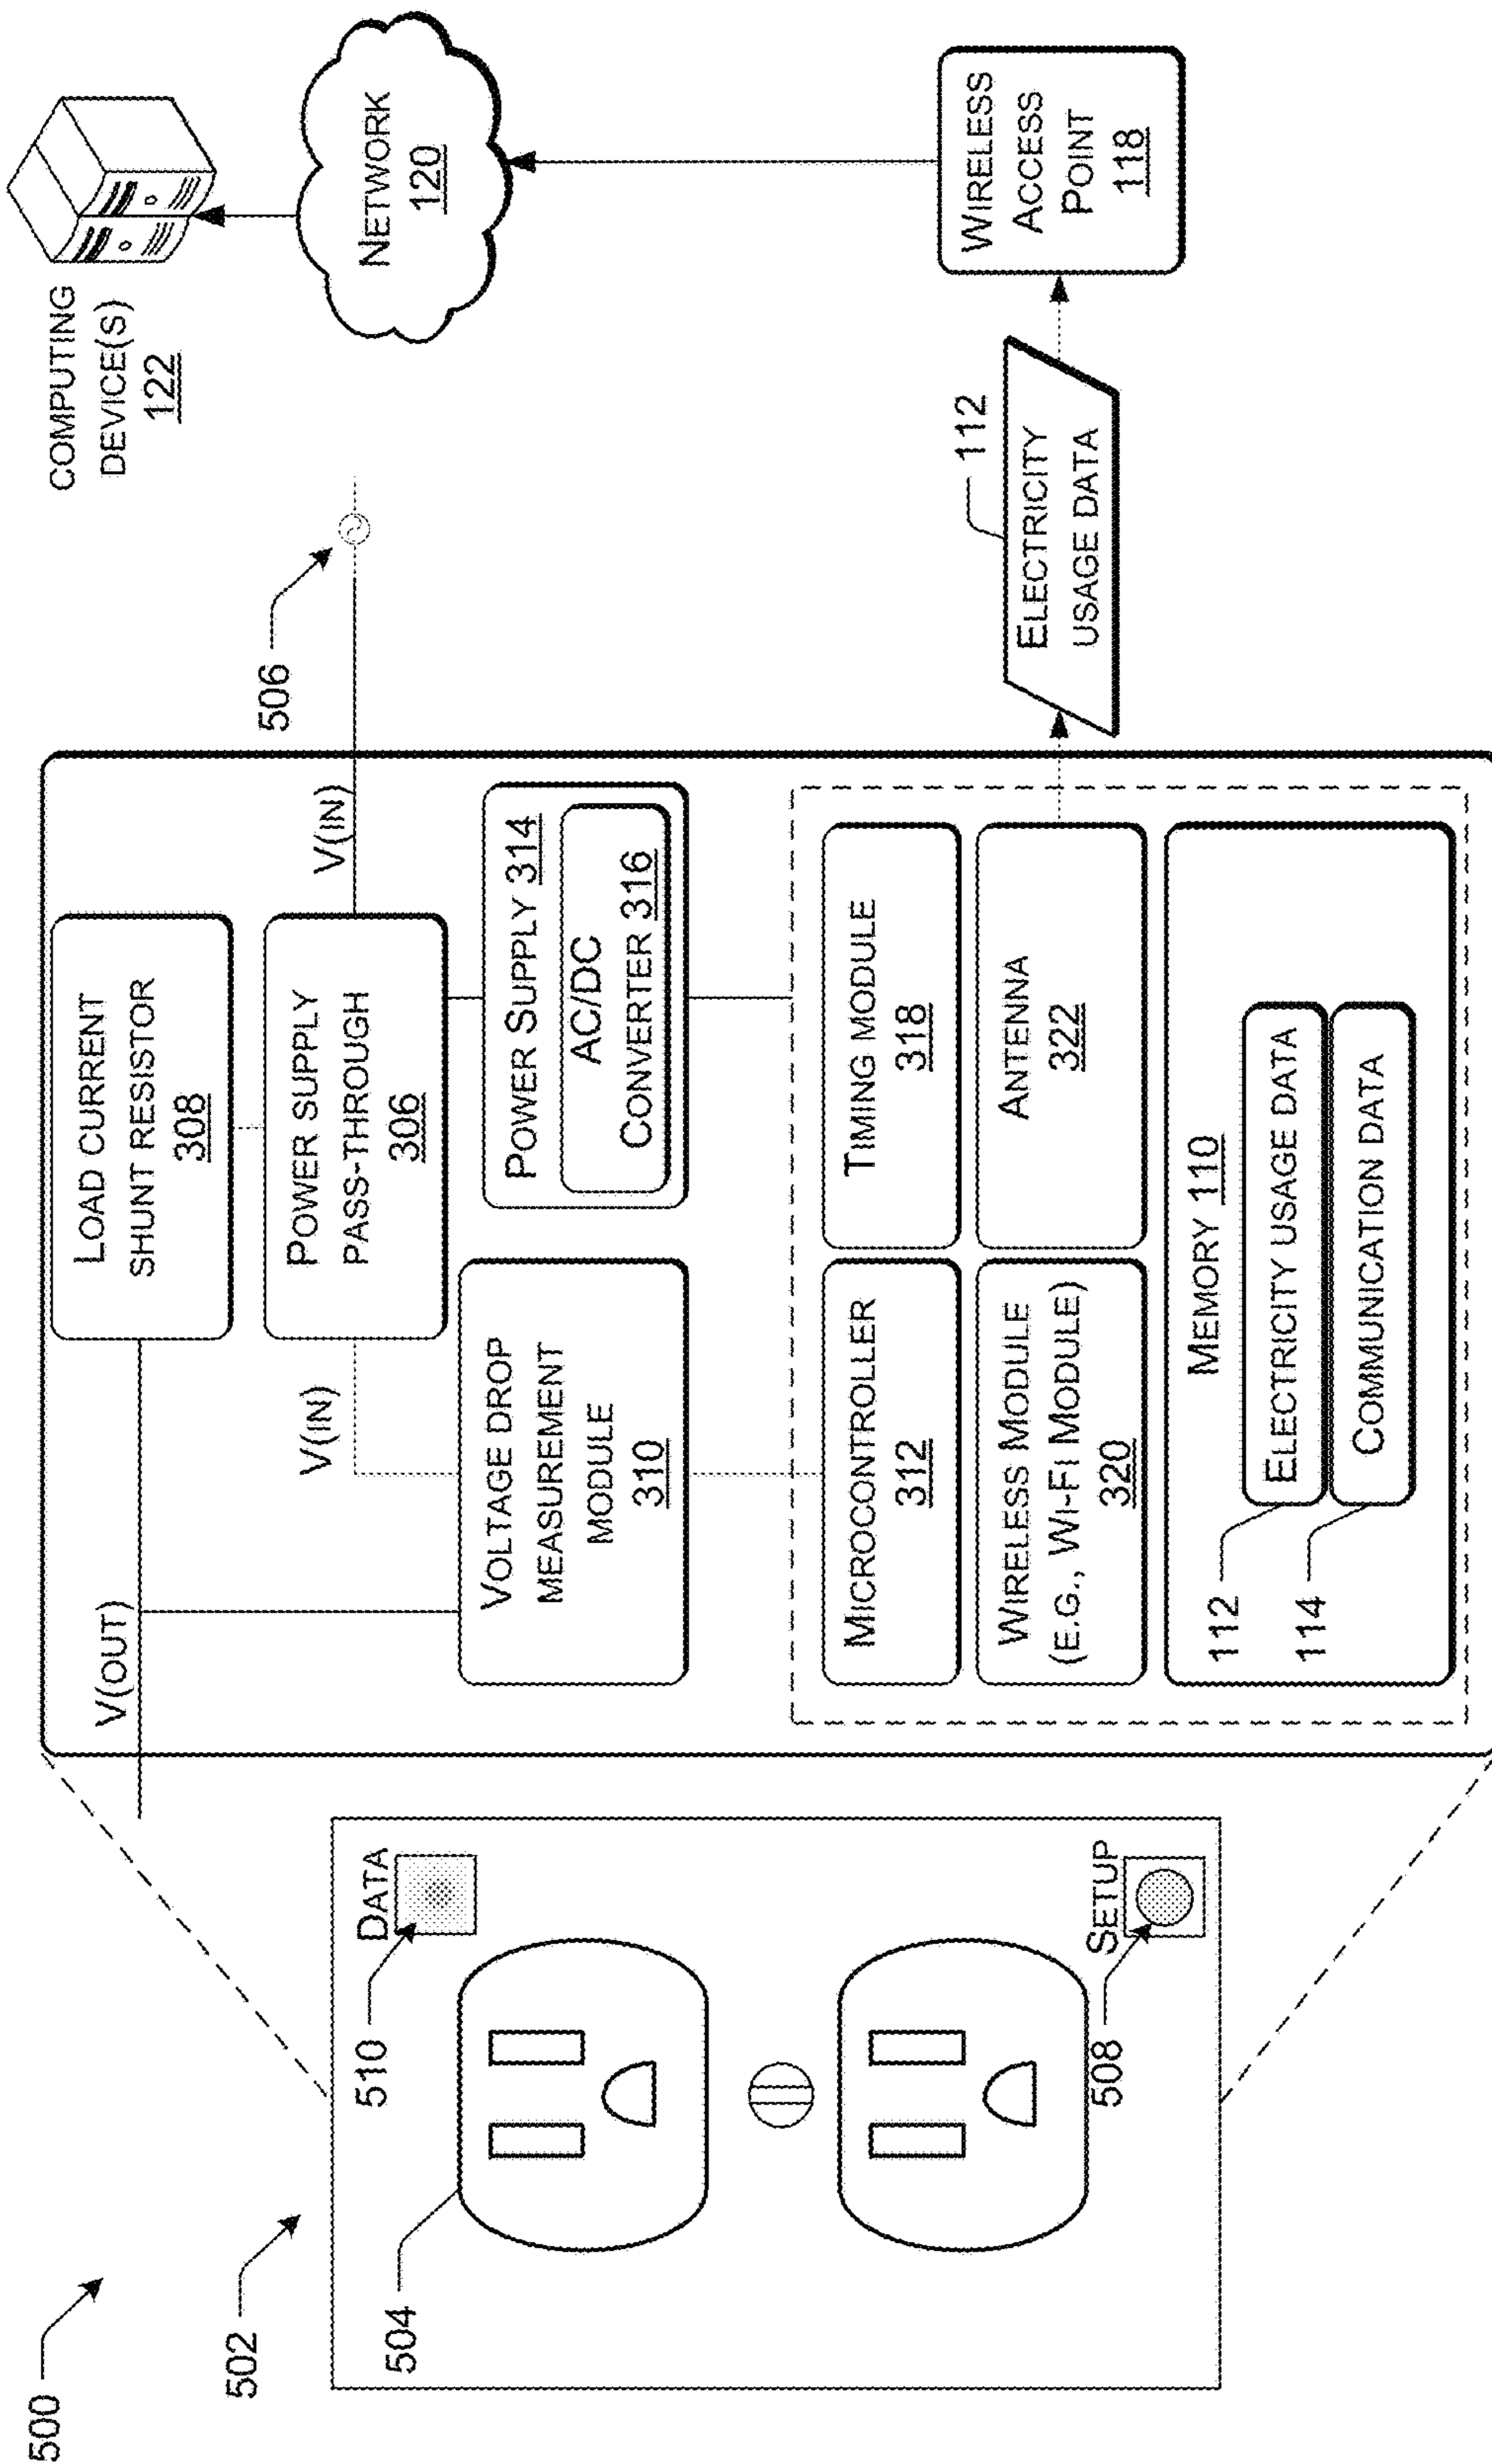 500
502
504
510
DATA
508
SETUP
V(OUT)
LOAD CURRENT
SHUNT RESISTOR
308
V(IN)
POWER SUPPLY
PASS-THROUGH
306
V(IN)
506
VOLTAGE DROP
MEASUREMENT
MODULE
310
POWER SUPPLY 314
AC/DC
CONVERTER 316
MICROCONTROLLER
312
TIMING MODULE
318
WIRELESS MODULE
(E.G., WI-FI MODULE)
320
ANTENNA
322
MEMORY 110
112
ELECTRICITY USAGE DATA
114
COMMUNICATION DATA
COMPUTING
DEVICE(S)
122
NETWORK
120
112
ELECTRICITY
USAGE DATA
WIRELESS
ACCESS
POINT
118